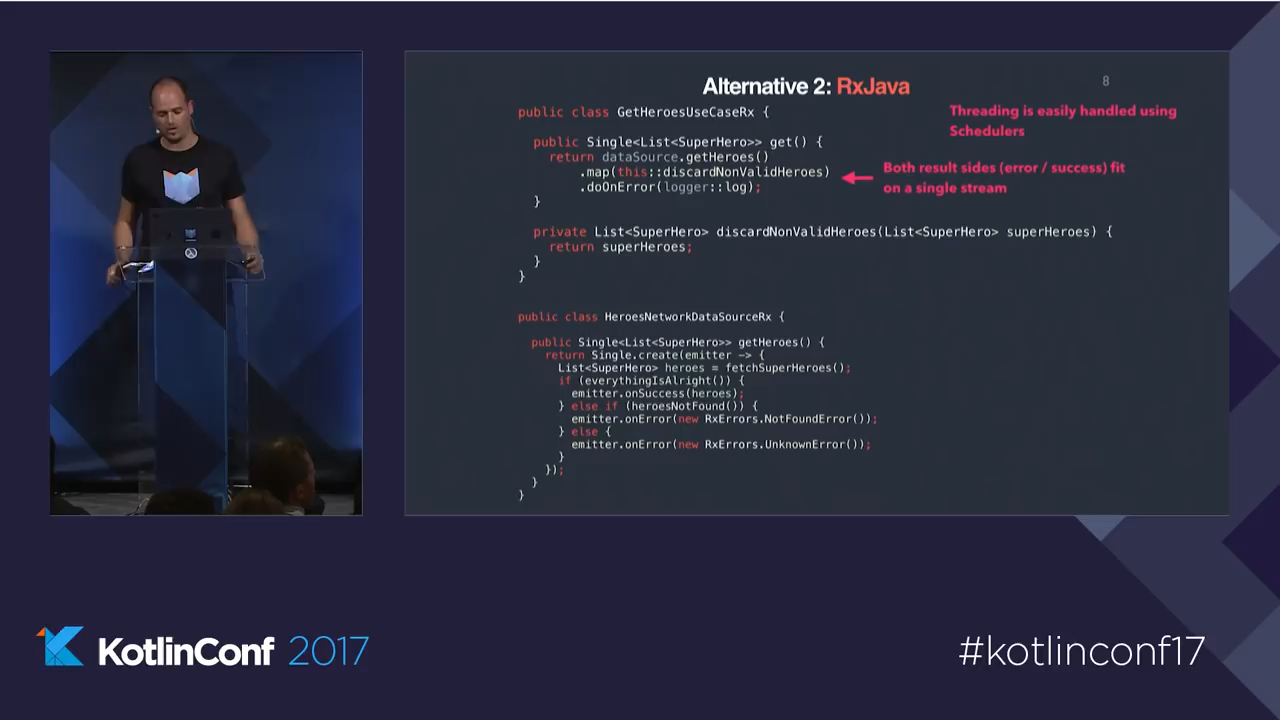 Alternative 2: RxJava
8
public class GetHeroesUseCaseRx {
public Single<List<SuperHero>> get() {
return dataSource.getHeroes()
.map(this::discardNonValidHeroes)
.doOnError(logger::log);
}
private List<SuperHero> discardNonValidHeroes(List<SuperHero> superHeroes) {
return superHeroes;
}
}
Threading is easily handled using
Schedulers
Both result sides (error / success) fit
on a single stream
public class HeroesNetworkDataSourceRx {
public Single<List<SuperHero>> getHeroes() {
return Single.create(emitter -> {
List<SuperHero> heroes = fetchSuperHeroes();
if (everythingIsAlright()) {
emitter.onSuccess(heroes);
} else if (heroesNotFound()) {
emitter.onError(new RxErrors.NotFoundError());
} else {
emitter.onError(new RxErrors.UnknownError());
}
});
}
}
KotlinConf 2017
#kotlinconf17